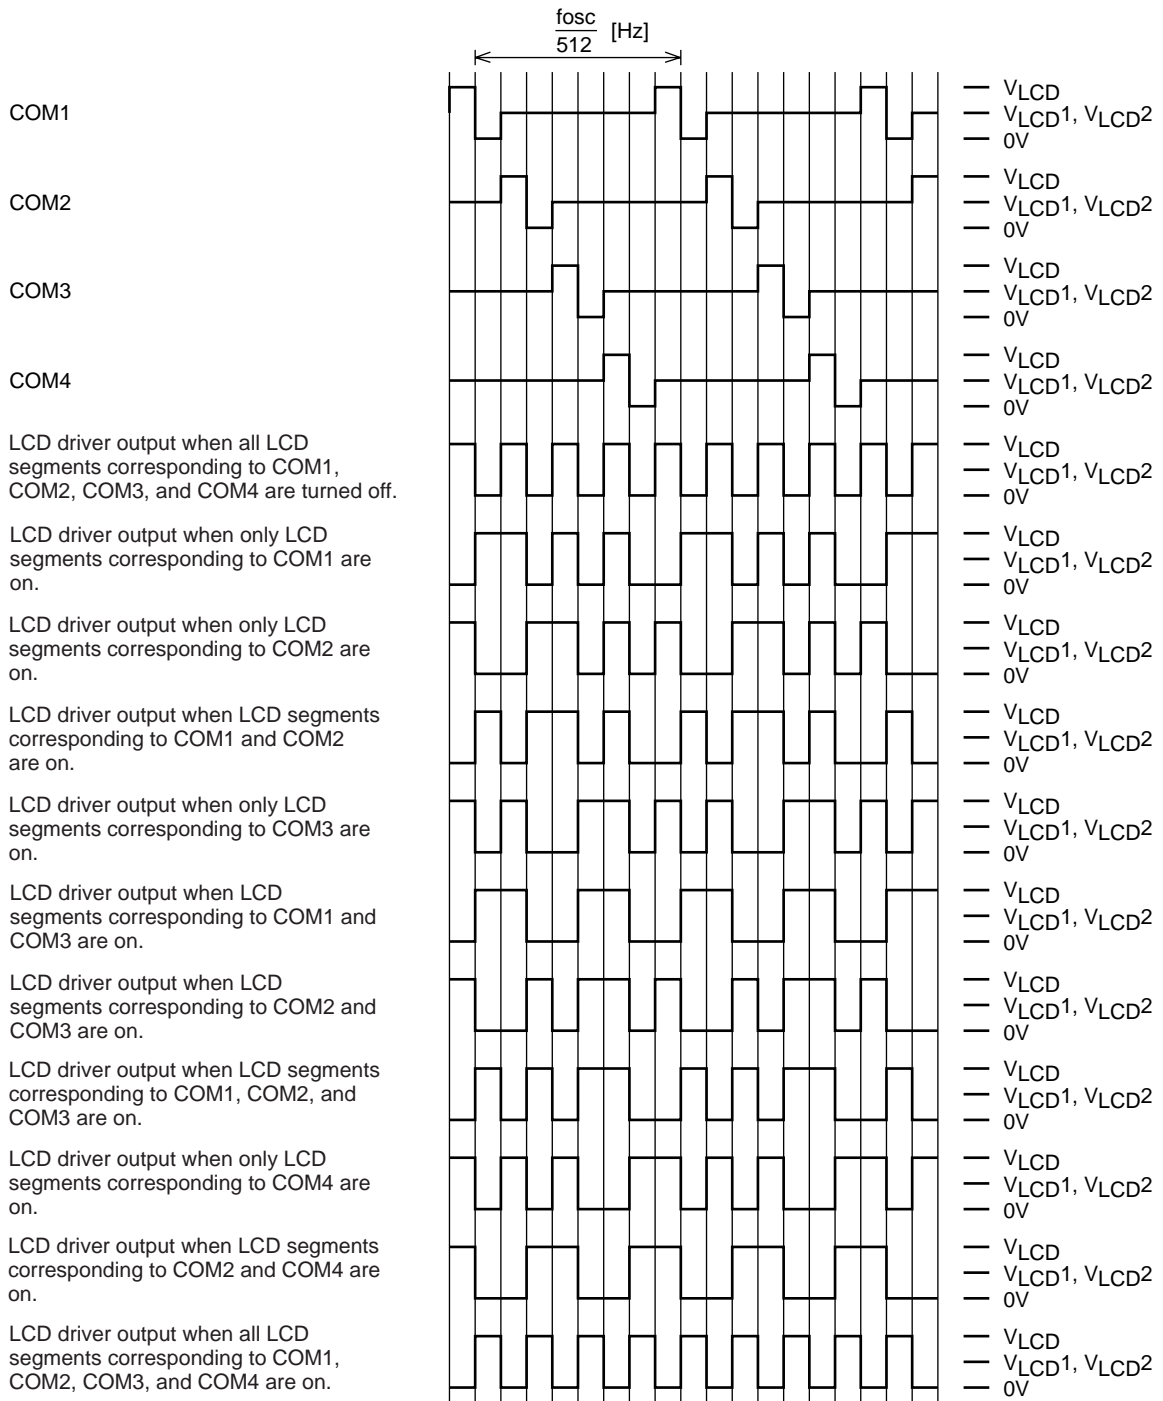 fosc
512
[Hz]
COM1
VLCD
VLCD1, VLCD2
0V
COM2
VLCD
VLCD1, VLCD2
0V
COM3
VLCD
VLCD1, VLCD2
0V
COM4
VLCD
VLCD1, VLCD2
0V
LCD driver output when all LCD
segments corresponding to COM1,
COM2, COM3, and COM4 are turned off.
VLCD
VLCD1, VLCD2
0V
LCD driver output when only LCD
segments corresponding to COM1 are
on.
VLCD
VLCD1, VLCD2
0V
LCD driver output when only LCD
segments corresponding to COM2 are
on.
VLCD
VLCD1, VLCD2
0V
LCD driver output when LCD segments
corresponding to COM1 and COM2
are on.
VLCD
VLCD1, VLCD2
0V
LCD driver output when only LCD
segments corresponding to COM3 are
on.
VLCD
VLCD1, VLCD2
0V
LCD driver output when LCD
segments corresponding to COM1 and
COM3 are on.
VLCD
VLCD1, VLCD2
0V
LCD driver output when LCD
segments corresponding to COM2 and
COM3 are on.
VLCD
VLCD1, VLCD2
0V
LCD driver output when LCD segments
corresponding to COM1, COM2, and
COM3 are on.
VLCD
VLCD1, VLCD2
0V
LCD driver output when only LCD
segments corresponding to COM4 are
on.
VLCD
VLCD1, VLCD2
0V
LCD driver output when LCD segments
corresponding to COM2 and COM4 are
on.
VLCD
VLCD1, VLCD2
0V
LCD driver output when all LCD
segments corresponding to COM1,
COM2, COM3, and COM4 are on.
VLCD
VLCD1, VLCD2
0V